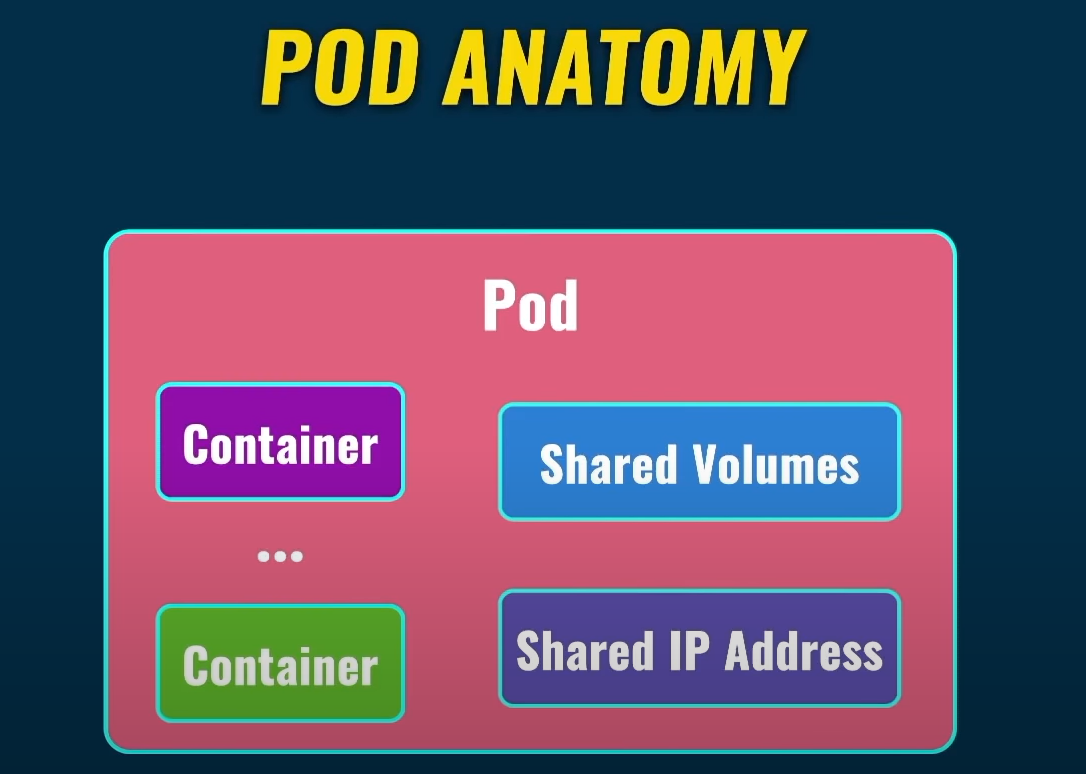 POD ANATOMY
Pod
Container
...
Container
Shared Volumes
Shared IP Address